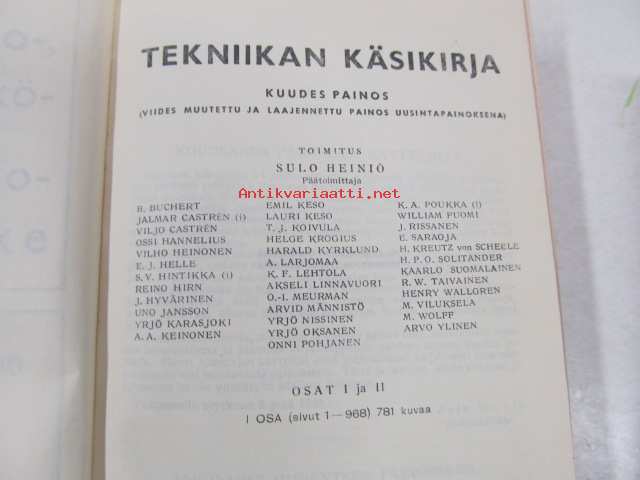 TEKNIIKAN KÄSIKIRJA
KUUDES PAINOS
(VIIDES MUUTETTU JA LAAJENNETTU PAINOS UUSINTAPAINOKSENA)
TOIMITUS
SULO HEINIÖ
Päätoimittaja
Antikvariaatti.net
B. BUCHERT
JALMAR CASTRÉN (†)
VILJO CASTRÉN
OSSI HANNELIUS
VILHO HEINONEN
E. J. HELLE
S. V. HINTIKKA (†)
REINO HIRN
J. HYVÄRINEN
UNO JANSSON
YRJÖ KARASJOKI
A. A. KEINONEN
EMIL KESO
LAURI KESO
T. J. KOIVULA
HELGE KROGIUS
HARALD KYRKLUND
A. LARJOMAA
K. F. LEHTOLA
AKSELI LINNAVUORI
O.-I. MEURMAN
ARVID MÄNNISTÖ
YRJÖ NISSINEN
YRJÖ OKSANEN
ONNI POHJANEN
K. A. POUKKA (†)
WILLIAM PUOMI
J. RISSANEN
E. SARAOJA
H. KREUTZ von SCHEELE
H. P. O. SOLITANDER
KAARLO SUOMALAINEN
R. W. TAIVAINEN
HENRY WALLGREN
M. VILUKSELA
M. WOLFF
ARVO YLINEN
OSAT I ja II
I OSA (sivut 1—968) 781 kuvaa